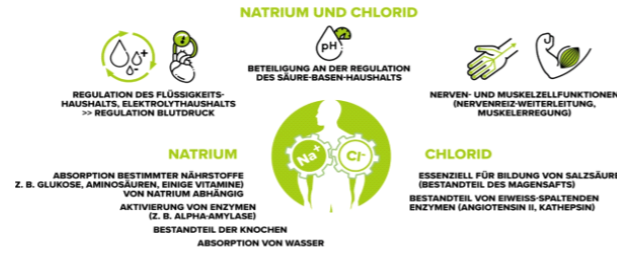 NATRIUM UND CHLORID
pH
BETEILIGUNG AN DER REGULATION
DES SÄURE-BASEN-HAUSHALTS
REGULATION DES FLÜSSIGKEITS-
HAUSHALTS, ELEKTROLYTHAUSHALTS
>> REGULATION BLUTDRUCK
NERVEN- UND MUSKELZELLFUNKTIONEN
(NERVENREIZ-WEITERLEITUNG,
MUSKELERREGUNG)
Na+
Cl-
NATRIUM
ABSORPTION BESTIMMTER NÄHRSTOFFE
Z. B. GLUKOSE, AMINOSÄUREN, EINIGE VITAMINE)
VON NATRIUM ABHÄNGIG
AKTIVIERUNG VON ENZYMEN
(Z. B. ALPHA-AMYLASE)
BESTANDTEIL DER KNOCHEN
ABSORPTION VON WASSER
CHLORID
ESSENZIELL FÜR BILDUNG VON SALZSÄURE
(BESTANDTEIL DES MAGENSAFTS)
BESTANDTEIL VON EIWEISS-SPALTENDEN
ENZYMEN (ANGIOTENSIN II, KATHEPSIN)